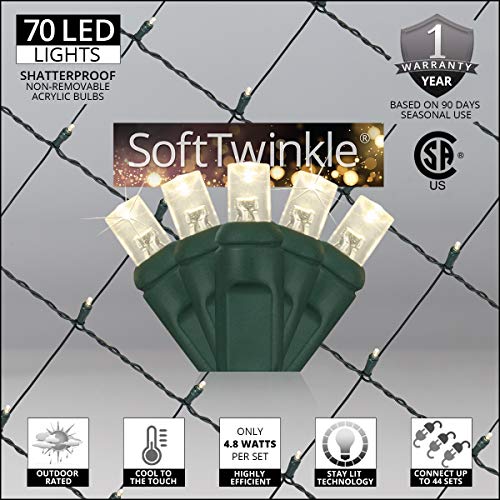 70 LED
LIGHTS
SHATTERPROOF
NON-REMOVABLE
ACRYLIC BULBS
1
WARRANTY
YEAR
BASED ON 90 DAYS
SEASONAL USE
SA
US
SoftTwinkle®
OUTDOOR
RATED
COOL TO
THE TOUCH
ONLY
4.8 WATTS
PER SET
HIGHLY
EFFICIENT
STAY LIT
TECHNOLOGY
CONNECT UP
TO 44 SETS